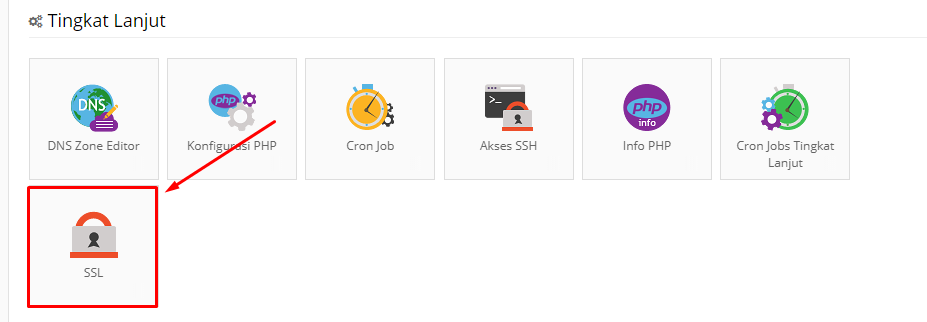 Tingkat Lanjut
DNS
php
>_
php
info
DNS Zone Editor
Konfigurasi PHP
Cron Job
Akses SSH
Info PHP
Cron Jobs Tingkat
Lanjut
SSL